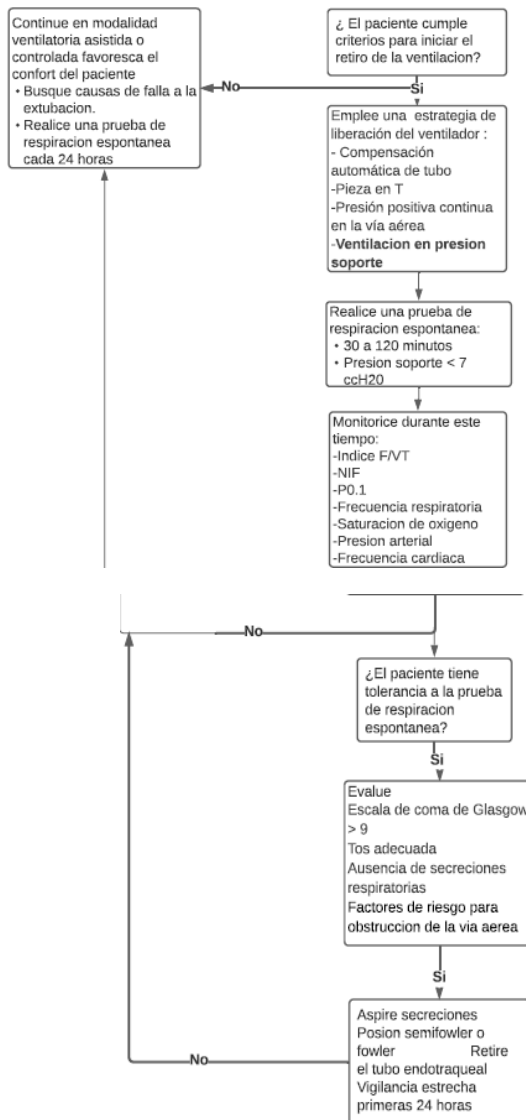 Continue en modalidad
ventilatoria asistida o
controlada favoresca el
confort del paciente
• Busque causas de falla a la
extubacion.
• Realice una prueba de
respiracion espontanea
cada 24 horas
¿ El paciente cumple
criterios para iniciar el
retiro de la ventilacion?
No
Si
Emplee una estrategia de
liberación del ventilador :
- Compensación
automática de tubo
-Pieza en T
-Presión positiva continua
en la vía aérea
-Ventilacion en presion
soporte
Realice una prueba de
respiracion espontanea:
• 30 a 120 minutos
• Presion soporte < 7
ccH20
Monitorice durante este
tiempo:
-Indice F/VT
-NIF
-P0.1
-Frecuencia respiratoria
-Saturacion de oxigeno
-Presion arterial
-Frecuencia cardiaca
No
¿El paciente tiene
tolerancia a la prueba
de respiracion
espontanea?
Si
Evalue
Escala de coma de Glasgow
> 9
Tos adecuada
Ausencia de secreciones
respiratorias
Factores de riesgo para
obstruccion de la via aerea
Si
Aspire secreciones
Posion semifowler o
fowler Retire
el tubo endotraqueal
Vigilancia estrecha
primeras 24 horas
No